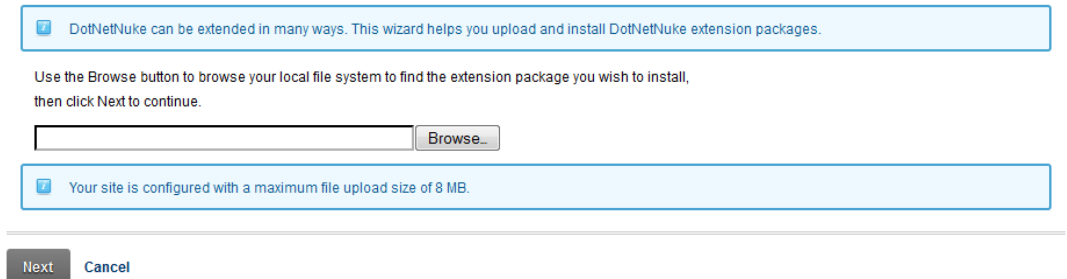 DotNetNuke can be extended in many ways. This wizard helps you upload and install DotNetNuke extension packages.
Use the Browse button to browse your local file system to find the extension package you wish to install,
then click Next to continue.
Browse...
Your site is configured with a maximum file upload size of 8 MB.
Next Cancel